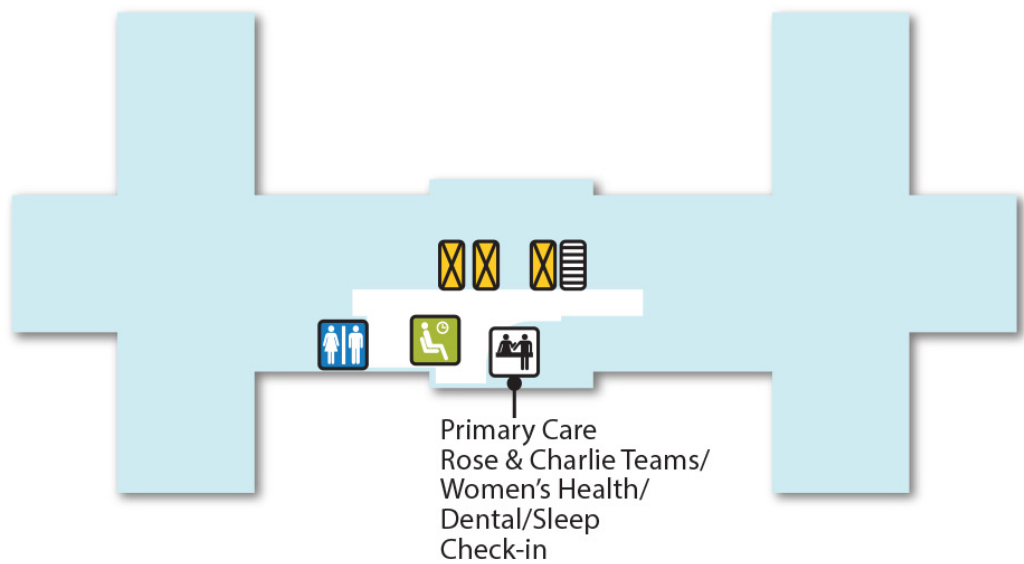 Primary Care
Rose & Charlie Teams/
Women’s Health/
Dental/Sleep
Check-in